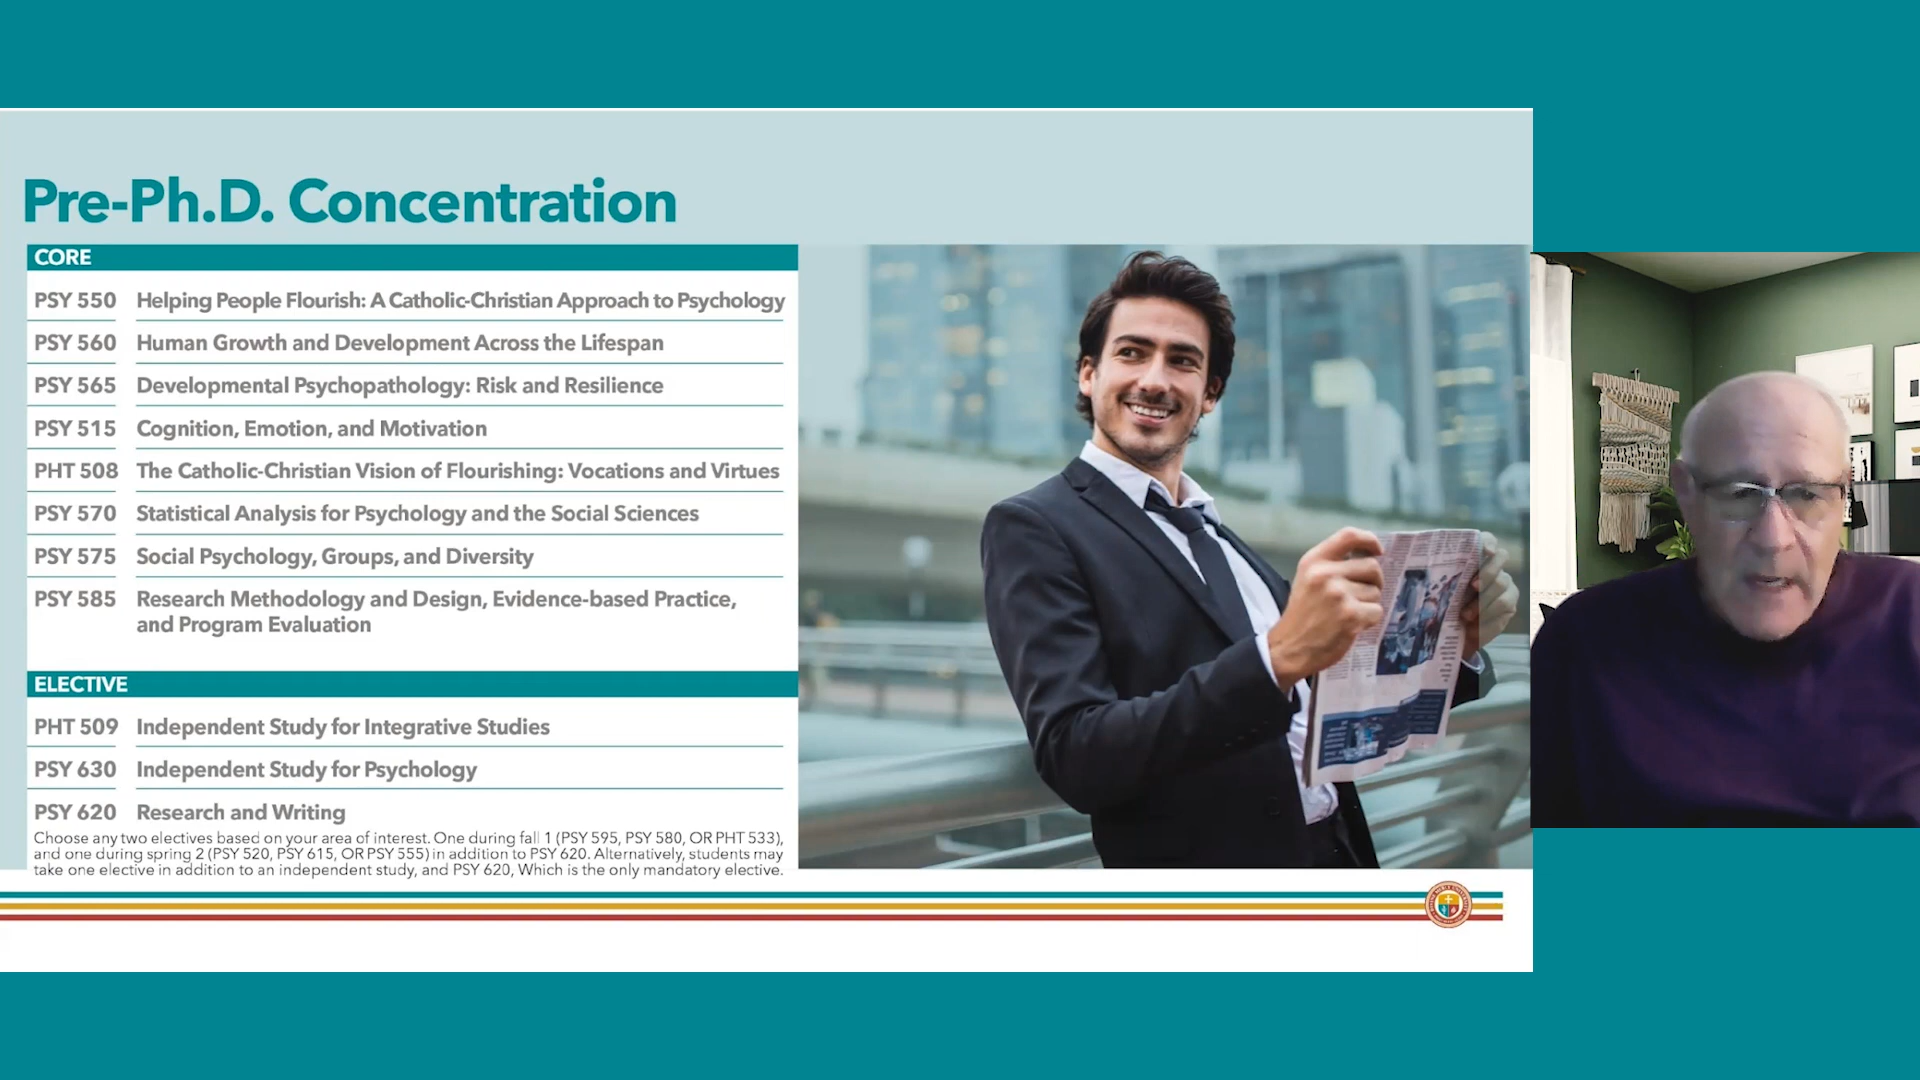 Pre-Ph.D. Concentration
CORE
PSY 550 Helping People Flourish: A Catholic-Christian Approach to Psychology
PSY 560 Human Growth and Development Across the Lifespan
PSY 565 Developmental Psychopathology: Risk and Resilience
PSY 515 Cognition, Emotion, and Motivation
PHT 508 The Catholic-Christian Vision of Flourishing: Vocations and Virtues
PSY 570 Statistical Analysis for Psychology and the Social Sciences
PSY 575 Social Psychology, Groups, and Diversity
PSY 585 Research Methodology and Design, Evidence-based Practice,
and Program Evaluation
ELECTIVE
PHT 509 Independent Study for Integrative Studies
PSY 630 Independent Study for Psychology
PSY 620 Research and Writing
Choose any two electives based on your area of interest. One during fall 1 (PSY 595, PSY 580, OR PHT 533),
and one during spring 2 (PSY 520, PSY 615, OR PSY 555) in addition to PSY 620. Alternatively, students may
take one elective in addition to an independent study, and PSY 620, Which is the only mandatory elective.